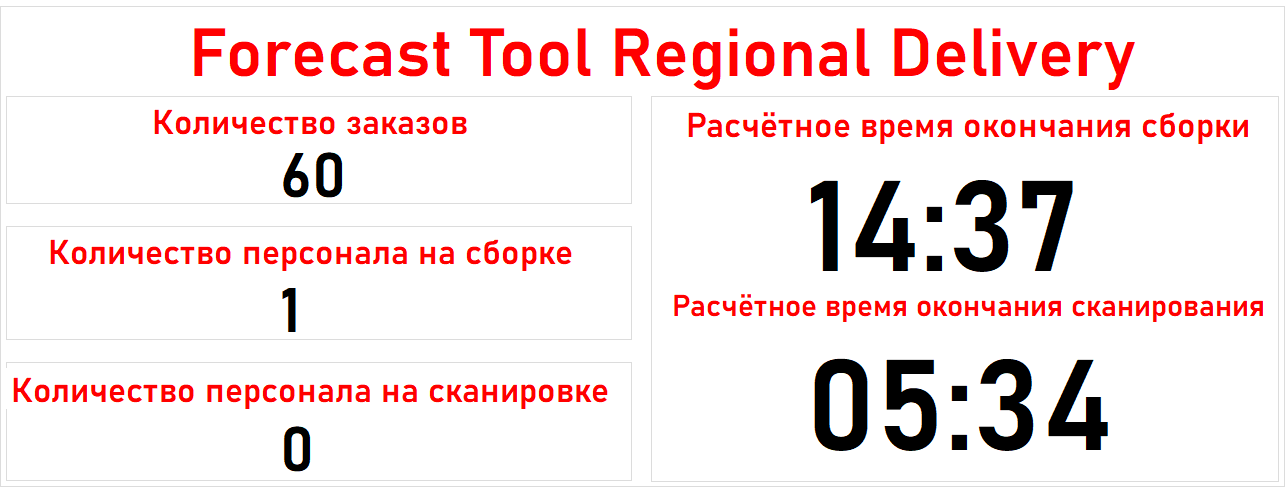 Forecast Tool Regional Delivery
Количество заказов
60
Количество персонала на сборке
1
Количество персонала на сканировке
0
Расчётное время окончания сборки
14:37
Расчётное время окончания сканирования
05:34